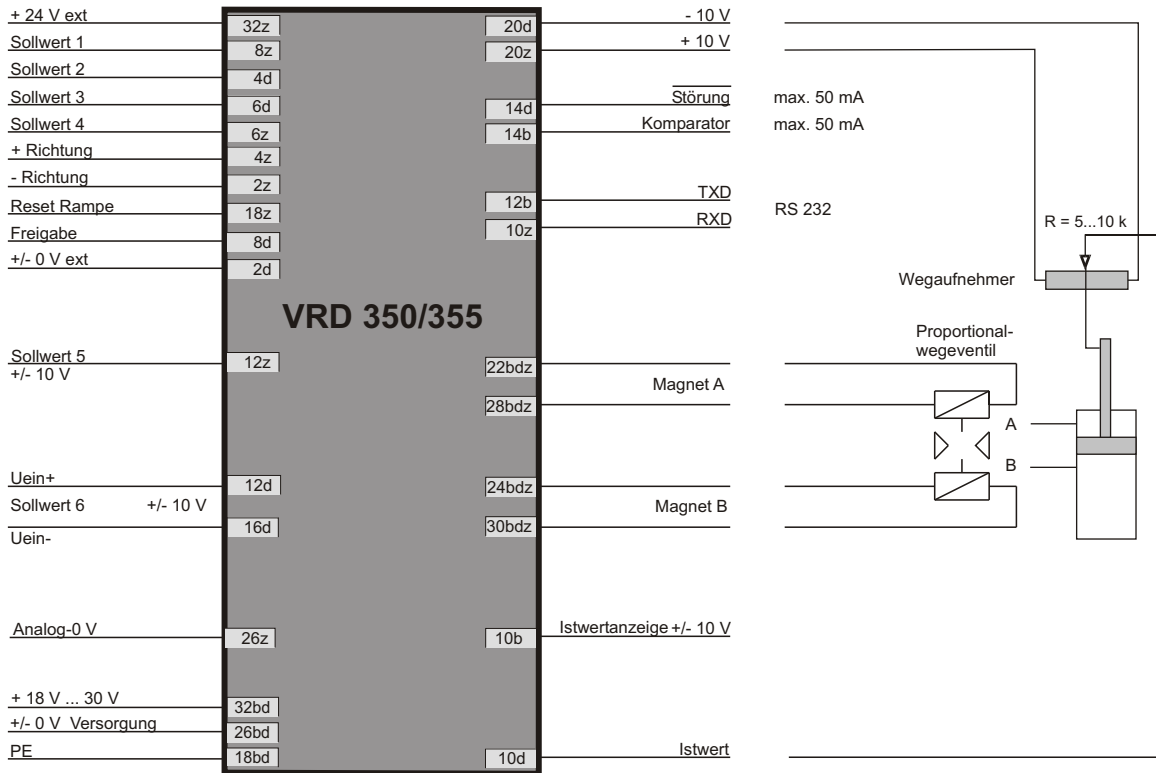 + 24 V ext
32z
Sollwert 1
8z
Sollwert 2
4d
Sollwert 3
6d
Sollwert 4
6z
+ Richtung
4z
- Richtung
2z
Reset Rampe
18z
Freigabe
8d
+/- 0 V ext
2d
VRD 350/355
Sollwert 5
+/- 10 V
12z
Uein+
12d
Sollwert 6 +/- 10 V
16d
Uein-
Analog-0 V
26z
+ 18 V ... 30 V
32bd
+/- 0 V Versorgung
26bd
PE
18bd
20d
- 10 V
20z
+ 10 V
14d
Störung max. 50 mA
14b
Komparator max. 50 mA
12b
TXD
10z
RXD
RS 232
R = 5...10 k
Wegaufnehmer
Proportional-
wegeventil
22bdz
Magnet A
28bdz
A
B
24bdz
Magnet B
30bdz
10b
Istwertanzeige +/- 10 V
10d
Istwert